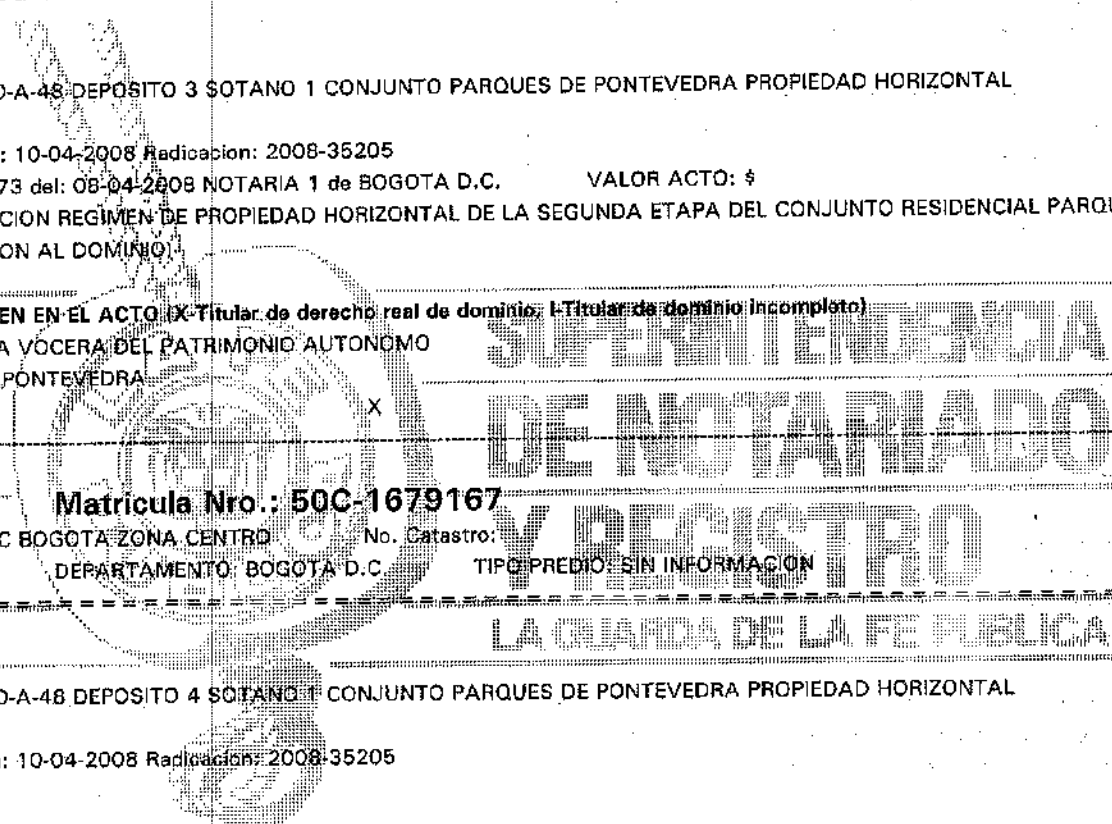 0-A-48 DEPOSITO 3 SOTANO 1 CONJUNTO PARQUES DE PONTEVEDRA PROPIEDAD HORIZONTAL
: 10-04-2008 Radicacion: 2008-35205
73 del: 08-04-2008 NOTARIA 1 de BOGOTA D.C. VALOR ACTO: $
CION REGIMEN DE PROPIEDAD HORIZONTAL DE LA SEGUNDA ETAPA DEL CONJUNTO RESIDENCIAL PARQU
ON AL DOMINIO)
EN EN EL ACTO (X-Titular de derecho real de dominio, I-Titular de dominio incompleto)
A VOCERA DEL PATRIMONIO AUTONOMO
PONTEVEDRA
X
SUPERINTENDENCIA
DE NOTARIADO
Y REGISTRO
LA GUARDA DE LA FE PUBLICA
Matricula Nro.: 50C-1679167
C BOGOTA ZONA CENTRO No. Catastro:
DEPARTAMENTO: BOGOTA D.C. TIPO PREDIO: SIN INFORMACION
0-A-48 DEPOSITO 4 SOTANO 1 CONJUNTO PARQUES DE PONTEVEDRA PROPIEDAD HORIZONTAL
: 10-04-2008 Radicacion: 2008-35205